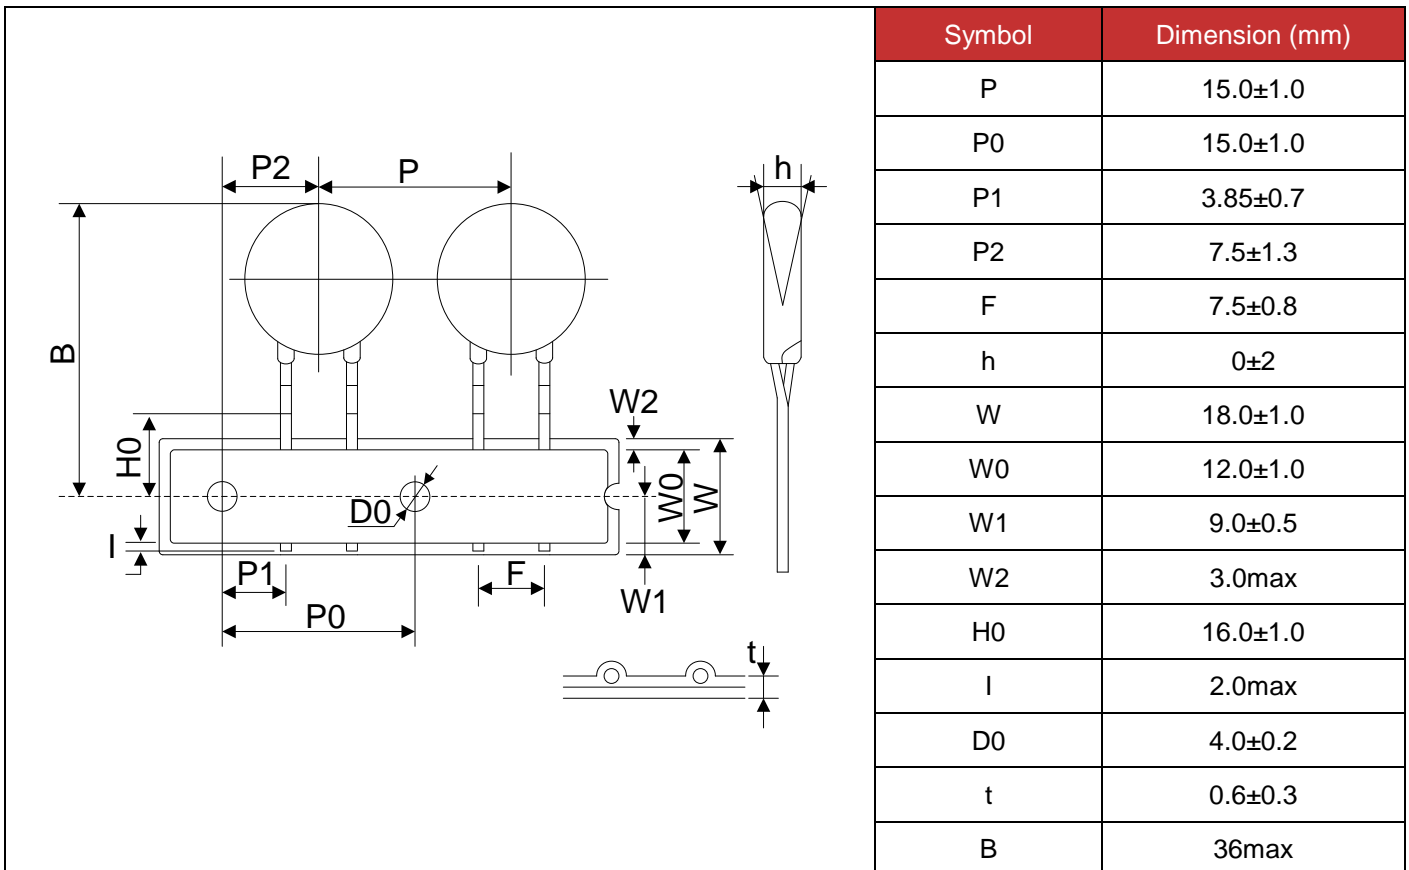 P2
P
h
B
H0
W2
W0
W
D0
I
P1
F
W1
P0
t
Symbol Dimension (mm)
P 15.0±1.0
P0 15.0±1.0
P1 3.85±0.7
P2 7.5±1.3
F 7.5±0.8
h 0±2
W 18.0±1.0
W0 12.0±1.0
W1 9.0±0.5
W2 3.0max
H0 16.0±1.0
I 2.0max
D0 4.0±0.2
t 0.6±0.3
B 36max